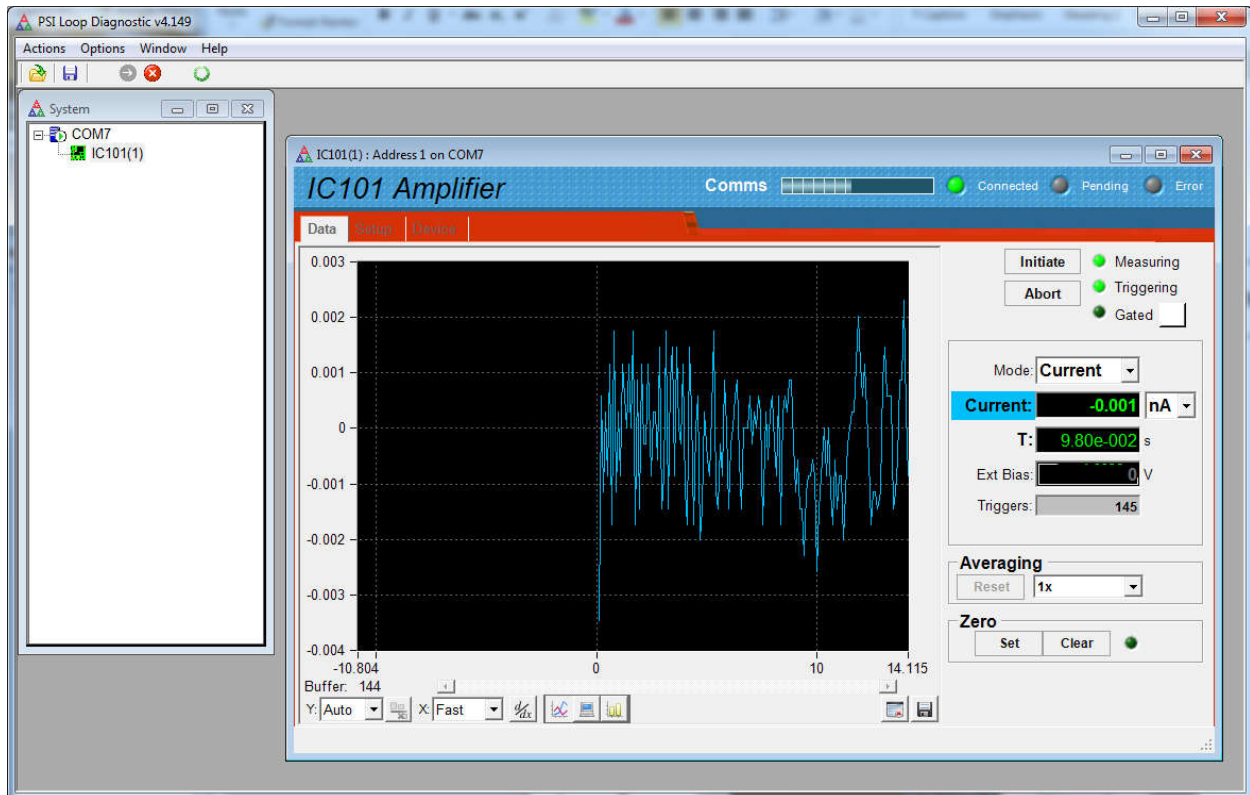 PSI Loop Diagnostic v4.149
Actions Options Window Help
System
COM7
IC101(1)
IC101(1) : Address 1 on COM7
IC101 Amplifier
Comms
Connected
Pending
Error
Data
Setup
Device
0.003
0.002
0.001
0
-0.001
-0.002
-0.003
-0.004
-10.804
0
10
14.115
Buffer: 144
Y: Auto
X: Fast
d/dx
Initiate
Measuring
Abort
Triggering
Gated
Mode: Current
Current: -0.001 nA
T: 9.80e-002 s
Ext Bias: 0 V
Triggers: 145
Averaging
Reset 1x
Zero
Set Clear